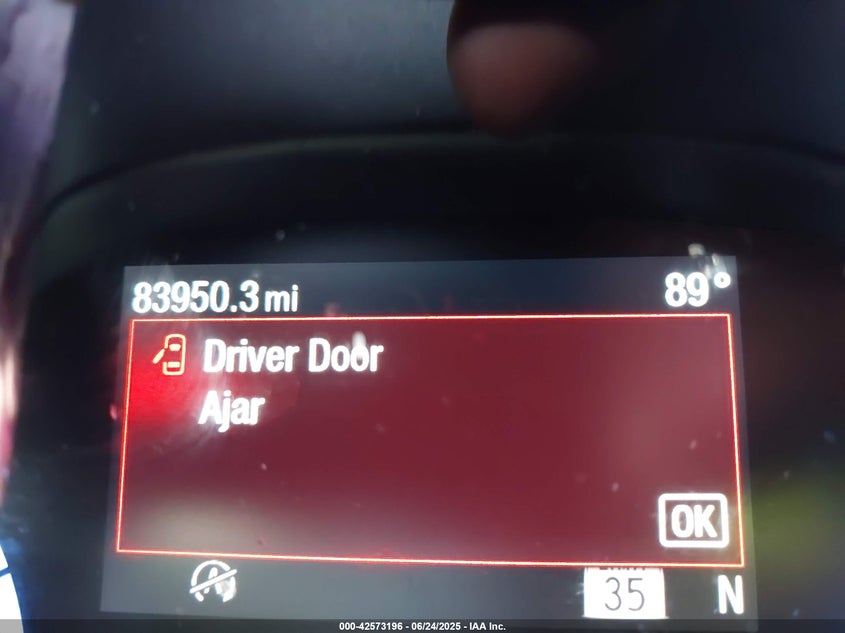 83950.3 mi 89°
Driver Door
Ajar
OK
35 N
000-42573196 - 06/24/2025 - IAA Inc.